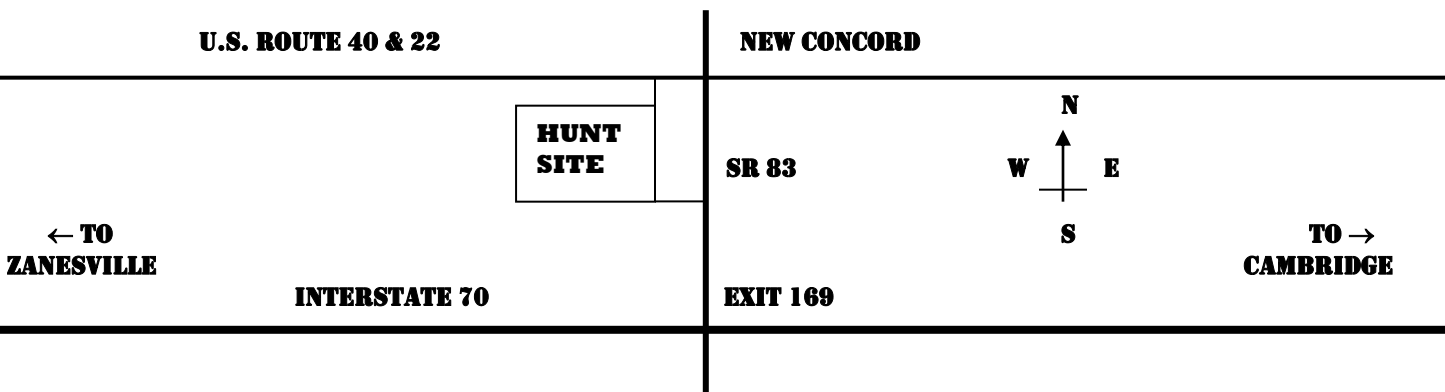 U.S. ROUTE 40 & 22
NEW CONCORD
N
HUNT
SITE
SR 83
W
E
S
← TO
ZANESVILLE
TO →
CAMBRIDGE
INTERSTATE 70
EXIT 169